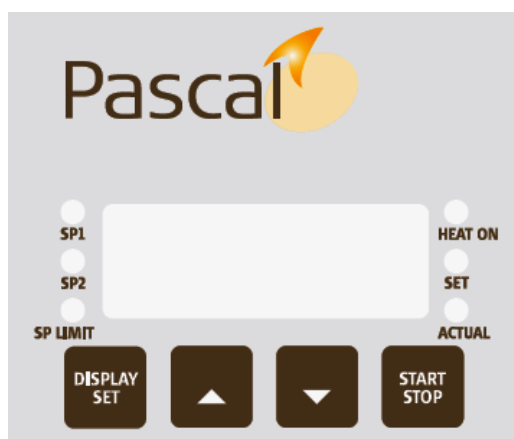 Pascal
SP1
HEAT ON
SP2
SET
SP LIMIT
ACTUAL
DISPLAY
SET
START
STOP